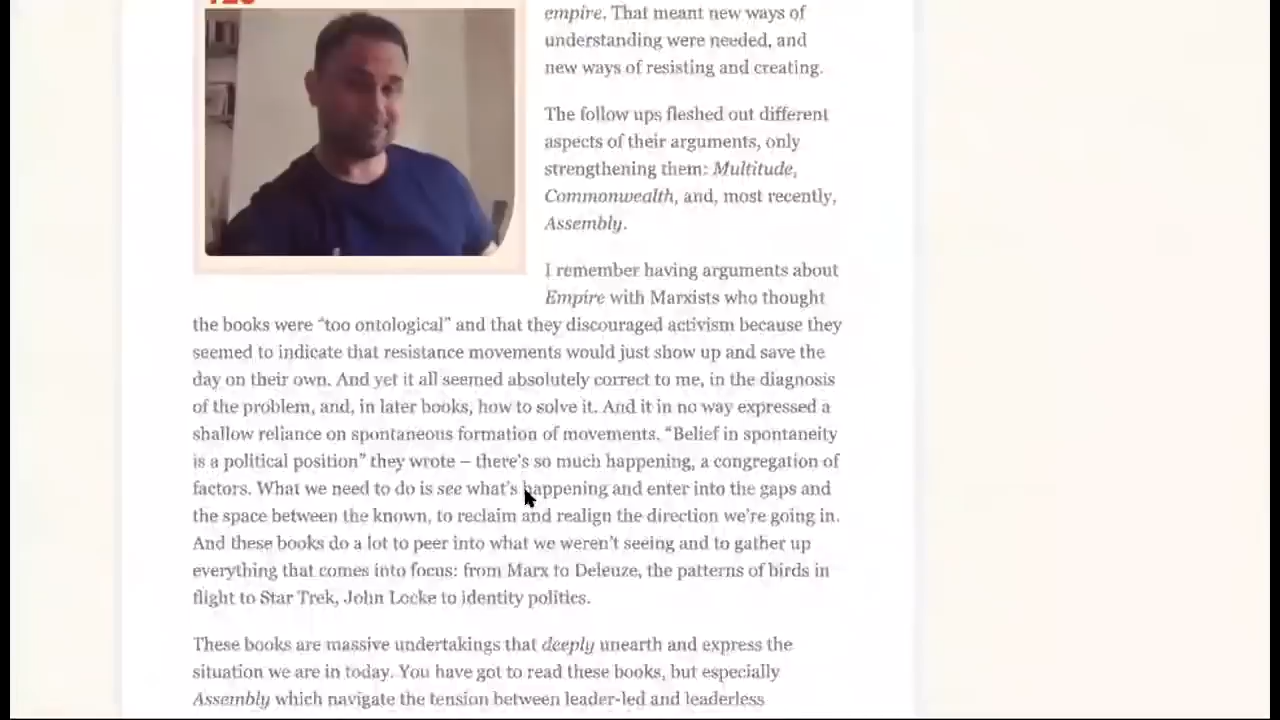 empire. That meant new ways of
understanding were needed, and
new ways of resisting and creating.
The follow ups fleshed out different
aspects of their arguments, only
strengthening them: Multitude,
Commonwealth, and, most recently,
Assembly.
I remember having arguments about
Empire with Marxists who thought
the books were “too ontological” and that they discouraged activism because they
seemed to indicate that resistance movements would just show up and save the
day on their own. And yet it all seemed absolutely correct to me, in the diagnosis
of the problem, and, in later books, how to solve it. And it in no way expressed a
shallow reliance on spontaneous formation of movements. “Belief in spontaneity
is a political position” they wrote – there’s so much happening, a congregation of
factors. What we need to do is see what’s happening and enter into the gaps and
the space between the known, to reclaim and realign the direction we’re going in.
And these books do a lot to peer into what we weren’t seeing and to gather up
everything that comes into focus: from Marx to Deleuze, the patterns of birds in
flight to Star Trek, John Locke to identity politics.
These books are massive undertakings that deeply unearth and express the
situation we are in today. You have got to read these books, but especially
Assembly which navigate the tension between leader-led and leaderless